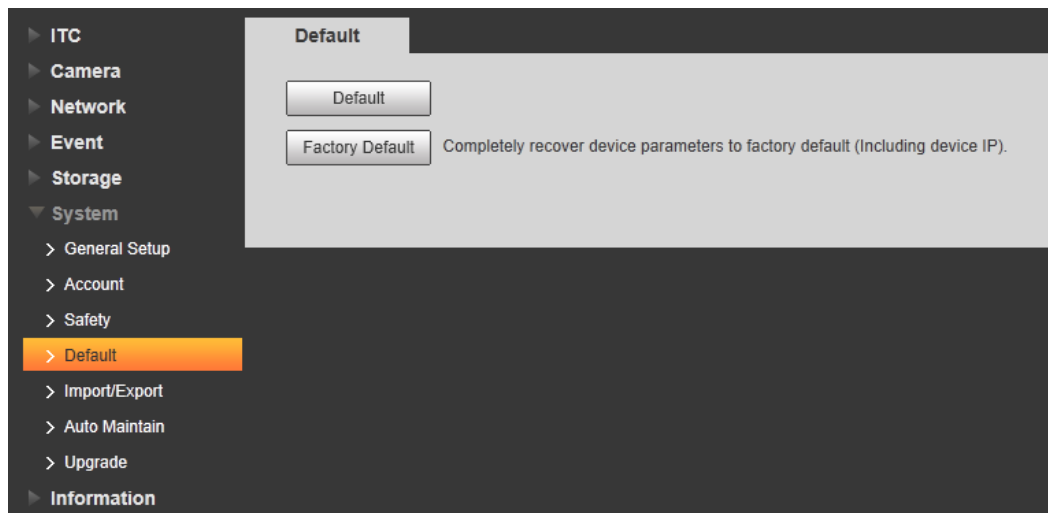 ITC
Camera
Network
Event
Storage
System
General Setup
Account
Safety
Default
Import/Export
Auto Maintain
Upgrade
Information
Default
Default
Factory Default Completely recover device parameters to factory default (Including device IP).